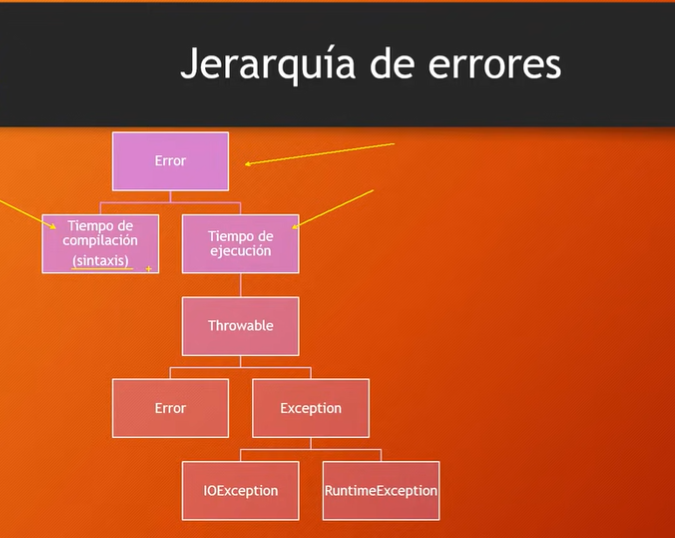 Jerarquía de errores
Error
Tiempo de
compilación
(sintaxis)
Tiempo de
ejecución
Throwable
Error
Exception
IOException
RuntimeException